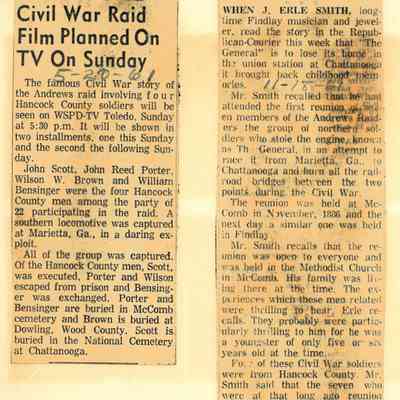 Civil War Raid
Film Planned On
TV On Sunday
5-20-61
The famous Civil War story of
the Andrews raid involving four
Hancock County soldiers will be
seen on WSPD-TV Toledo, Sunday
at 5:30 p.m. It will be shown in
two installments, one this Sunday
and the second the following Sun-
day.
John Scott, John Reed Porter,
Wilson W. Brown and William
Bensinger were the four Hancock
County men among the party of
22 participating in the raid. A
southern locomotive was captured
at Marietta, Ga., in a daring ex-
ploit.
All of the group was captured.
Of the Hancock County men, Scott,
was executed, Porter and Wilson
escaped from prison and Bensing-
er was exchanged. Porter and
Bensinger are buried in McComb
cemetery and Brown is buried at
Dowling, Wood County. Scott is
buried in the National Cemetery
at Chattanooga.
WHEN J. ERLE SMITH, long-
time Findlay musician and jewel-
er, read the story in the Repub-
ican-Courier this week that "The
General" is to lose its home in
the union station at Chattanooga
it brought back childhood mem-
ories. 11-18-
Mr. Smith recalled that he had
attended the first reunion of
en members of the Andrews Raid-
ers the group of northern sol-
diers who stole the engine, known
as The General, in an attempt to
race it from Marietta, Ga., to
Chattanooga and burn all the rail-
road bridges between the two
points during the Civil War.
The reunion was held at Mc-
Comb in November, 1886 and the
next day a similar one was held
in Findlay.
Mr. Smith recalls that the re-
union was open to everyone and
was held in the Methodist Church
in McComb. His family was liv-
ing there at the time. The ex-
periences which these men related
were thrilling to hear, Erle re-
calls. They probably were partic-
ularly thrilling to him for he was
a youngster of only five or six
years old at the time.
Four of these Civil War soldiers
were from Hancock County. Mr.
Smith said that the seven who
were at that long ago reunion